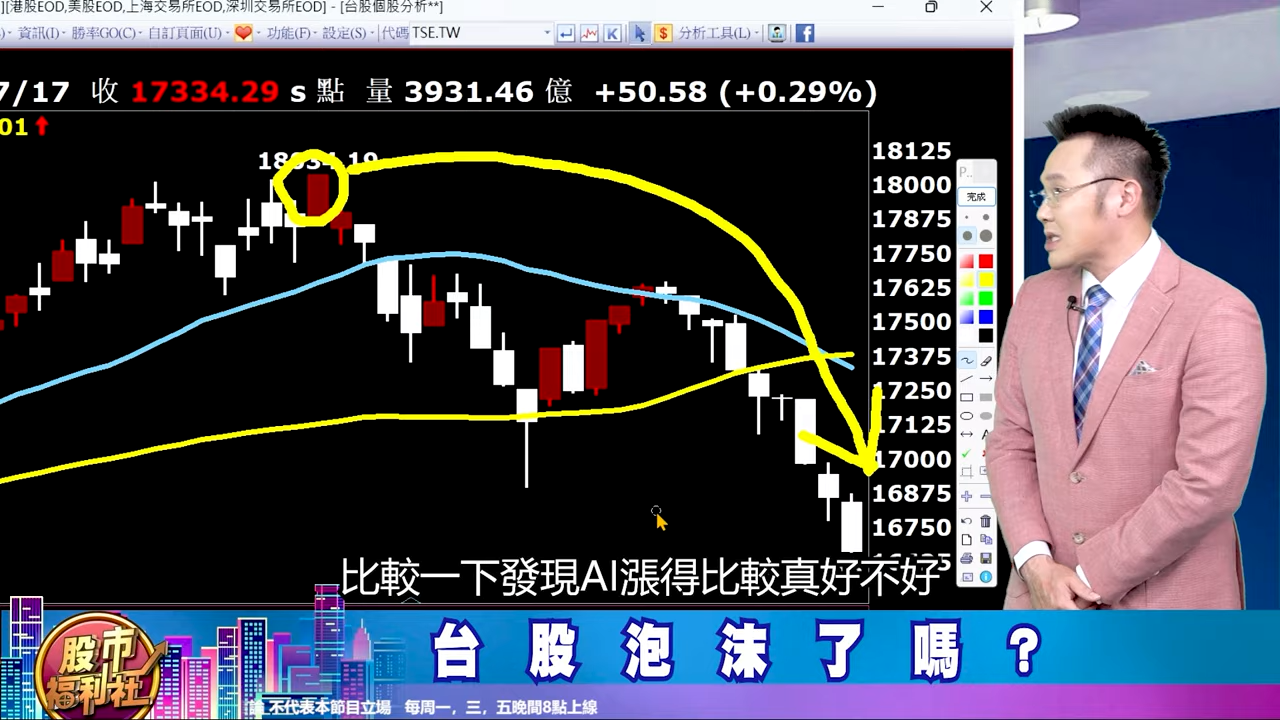 ][港股EOD,美股EOD,上海交易所EOD,深圳交易所EOD] - [台股個股分析**]
資訊(I) 勝率GO(C) 自訂頁面(U) 功能(F) 設定(S) 代碼 TSE.TW K $ 分析工具(L) f
7/17 收 17334.29 s 點 量 3931.46 億 +50.58 (+0.29%)
01
18125
P..
18000
完成
17875
17750
17625
17500
17375
17250
17125
17000
16875
16750
比較一下發現AI漲得比較真好不好
股市福利社
台股泡沫了嗎？
不代表本節目立場 每周一，三，五晚間8點上線